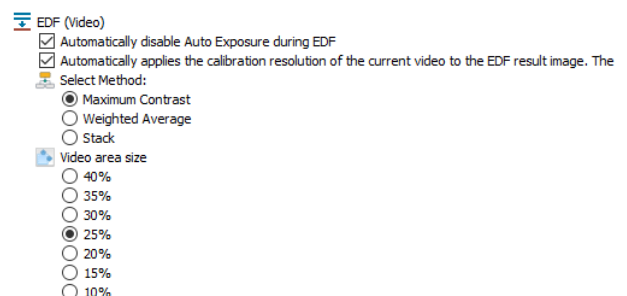 EDF (Video)
Automatically disable Auto Exposure during EDF
Automatically applies the calibration resolution of the current video to the EDF result image. The
Select Method:
Maximum Contrast
Weighted Average
Stack
Video area size
40%
35%
30%
25%
20%
15%
10%